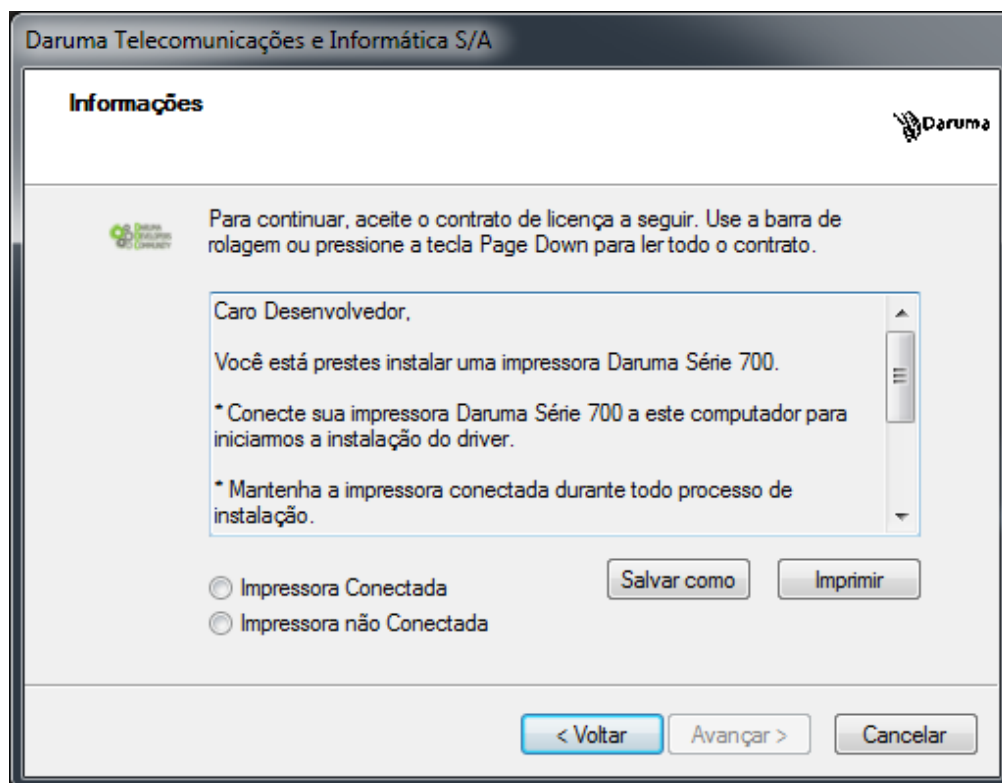 Daruma Telecomunicações e Informática S/A
Informações
Daruma
DARUMA
DEVELOPERS
COMMUNITY
Para continuar, aceite o contrato de licença a seguir. Use a barra de
rolagem ou pressione a tecla Page Down para ler todo o contrato.
Caro Desenvolvedor,
Você está prestes instalar uma impressora Daruma Série 700.
* Conecte sua impressora Daruma Série 700 a este computador para
iniciarmos a instalação do driver.
* Mantenha a impressora conectada durante todo processo de
instalação.
Impressora Conectada
Salvar como
Imprimir
Impressora não Conectada
< Voltar
Avançar >
Cancelar